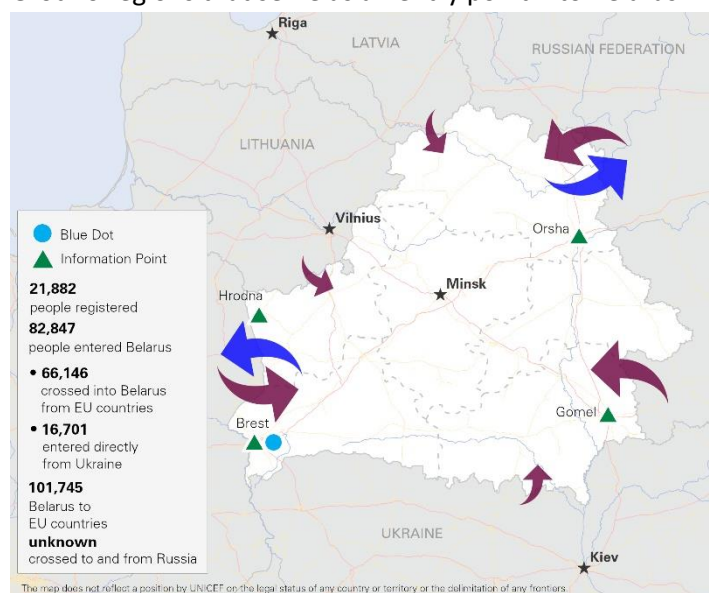 Riga
LATVIA
RUSSIAN FEDERATION
LITHUANIA
Vilnius
Orsha
Minsk
Hrodna
Gomel
Brest
UKRAINE
Kiev
Blue Dot
Information Point
21,882
people registered
82,847
people entered Belarus
• 66,146
crossed into Belarus
from EU countries
• 16,701
entered directly
from Ukraine
101,745
Belarus to
EU countries
unknown
crossed to and from Russia
The map does not reflect a position by UNICEF on the legal status of any country or territory or the delimitation of any frontiers